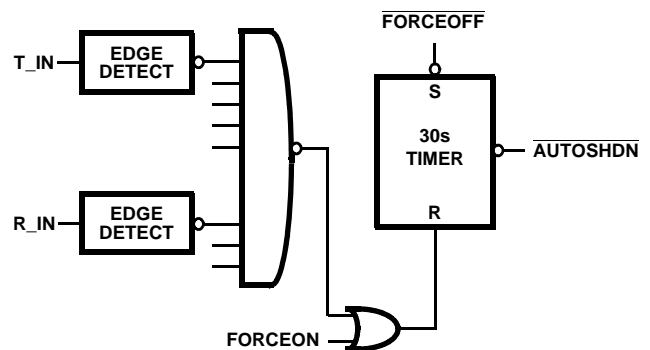 FORCEOFF
T_IN
EDGE
DETECT
S
30s
TIMER
AUTOSHDN
R_IN
EDGE
DETECT
R
FORCEON